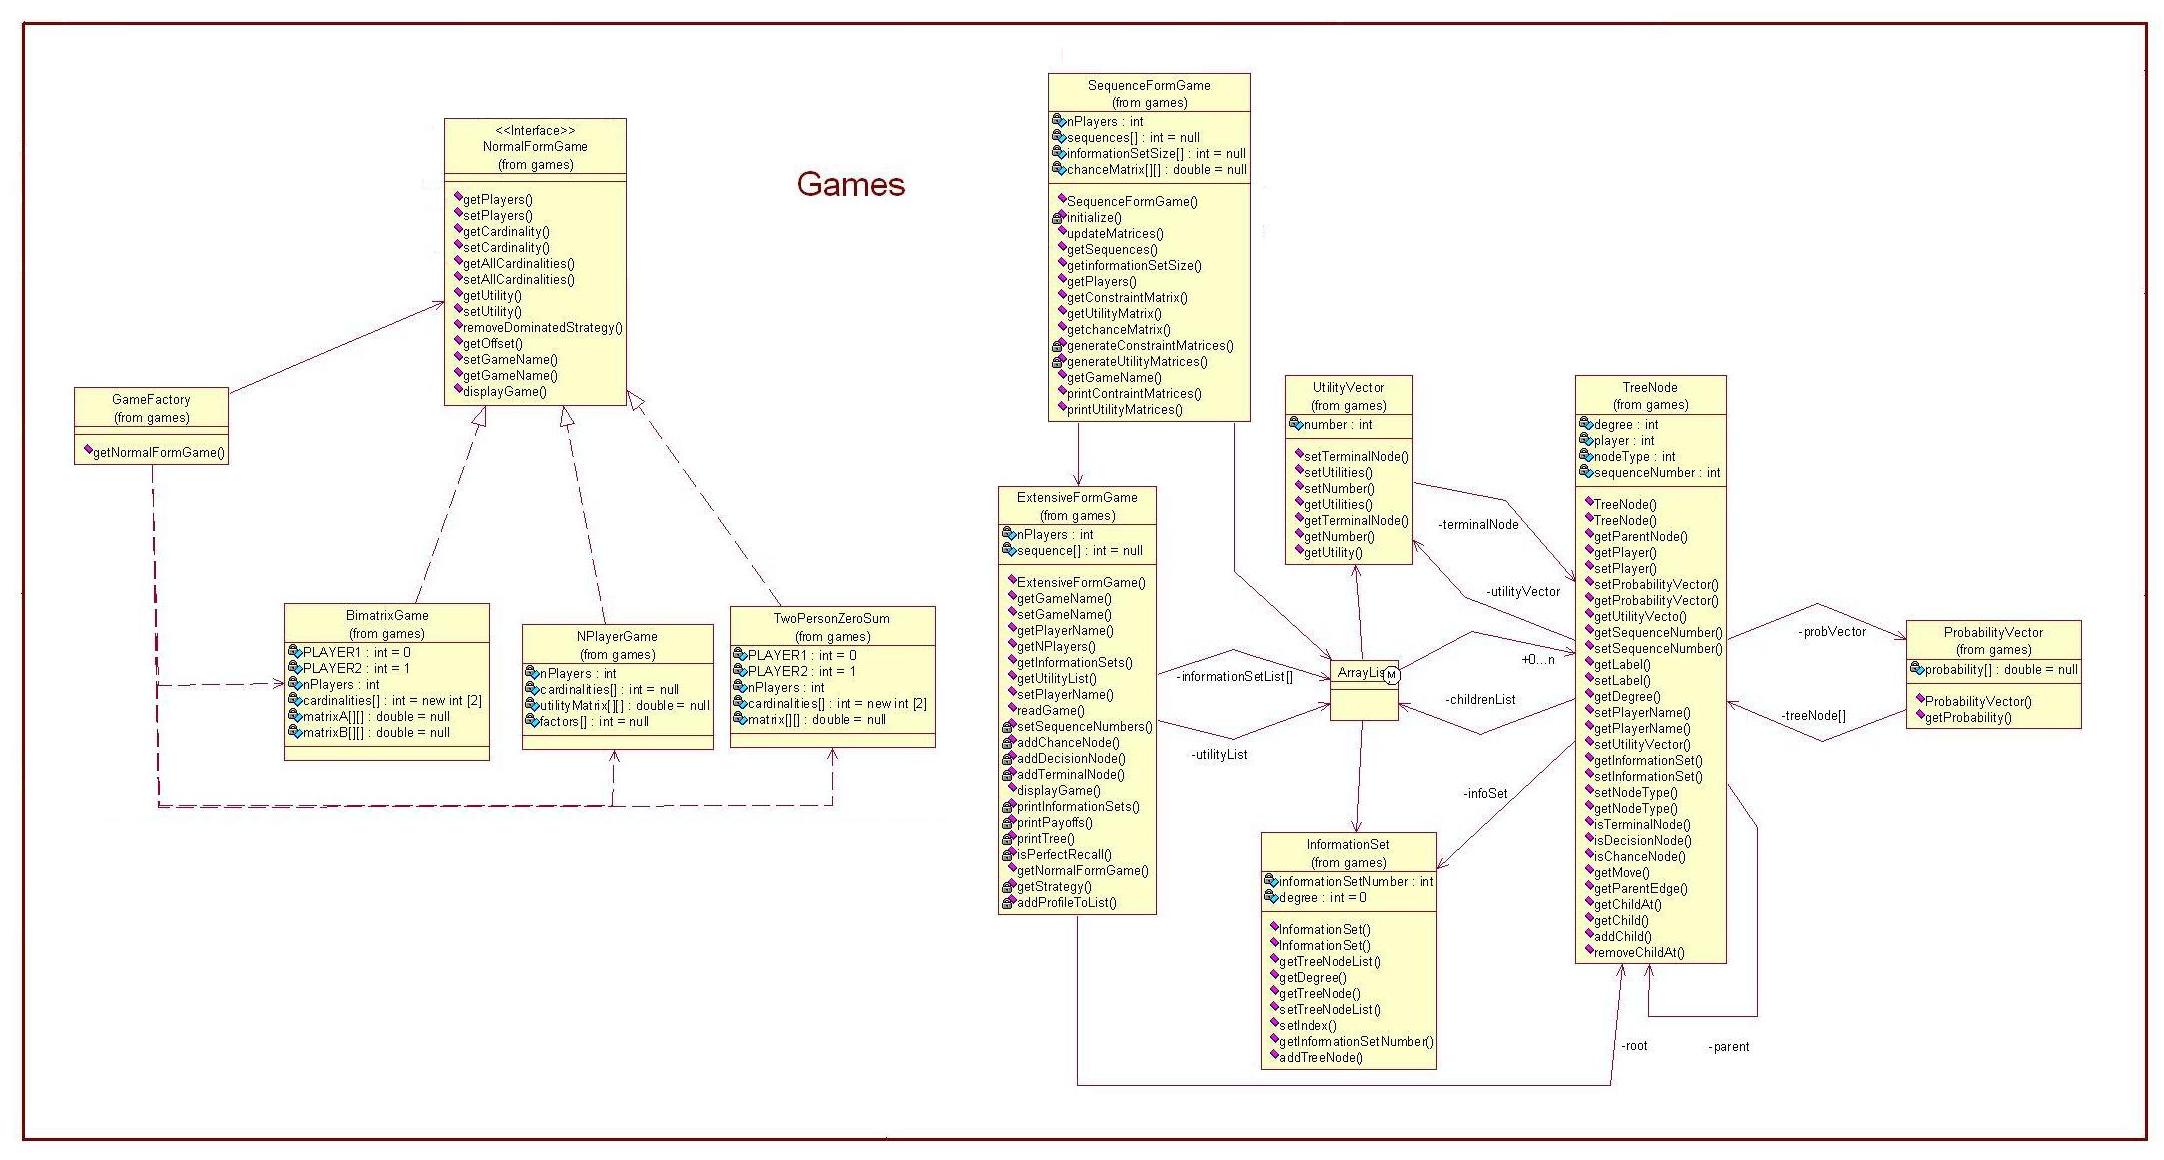 Games
<<Interface>>
NormalFormGame
(from games)
getPlayers()
setPlayers()
getCardinality()
setCardinality()
getAllCardinalities()
setAllCardinalities()
getUtility()
setUtility()
removeDominatedStrategy()
getOffset()
setGameName()
getGameName()
displayGame()
GameFactory
(from games)
getNormalFormGame()
BimatrixGame
(from games)
PLAYER1 : int = 0
PLAYER2 : int = 1
nPlayers : int
cardinalities[] : int = new int [2]
matrixA[][] : double = null
matrixB[][] : double = null
NPlayerGame
(from games)
nPlayers : int
cardinalities[] : int = null
utilityMatrix[][] : double = null
factors[] : int = null
TwoPersonZeroSum
(from games)
PLAYER1 : int = 0
PLAYER2 : int = 1
nPlayers : int
cardinalities[] : int = new int [2]
matrix[][] : double = null
SequenceFormGame
(from games)
nPlayers : int
sequences[] : int = null
informationSetSize[] : int = null
chanceMatrix[][] : double = null
SequenceFormGame()
initialize()
updateMatrices()
getSequences()
getinformationSetSize()
getPlayers()
getConstraintMatrix()
getUtilityMatrix()
getchanceMatrix()
generateConstraintMatrices()
generateUtilityMatrices()
getGameName()
printContraintMatrices()
printUtilityMatrices()
ExtensiveFormGame
(from games)
nPlayers : int
sequence[] : int = null
ExtensiveFormGame()
getGameName()
setGameName()
getPlayerName()
getNPlayers()
getInformationSets()
getUtilityList()
setPlayerName()
readGame()
setSequenceNumbers()
addChanceNode()
addDecisionNode()
addTerminalNode()
displayGame()
printInformationSets()
printPayoffs()
printTree()
isPerfectRecall()
getNormalFormGame()
getStrategy()
addProfileToList()
UtilityVector
(from games)
number : int
setTerminalNode()
setUtilities()
setNumber()
getUtilities()
getTerminalNode()
getNumber()
getUtility()
-terminalNode
-utilityVector
-informationSetList[]
-utilityList
ArrayList
M
+0...n
-childrenList
-infoSet
InformationSet
(from games)
informationSetNumber : int
degree : int = 0
InformationSet()
InformationSet()
getTreeNodeList()
getDegree()
getTreeNode()
setTreeNodeList()
setIndex()
getInformationSetNumber()
addTreeNode()
TreeNode
(from games)
degree : int
player : int
nodeType : int
sequenceNumber : int
TreeNode()
TreeNode()
getParentNode()
getPlayer()
setPlayer()
setProbabilityVector()
getProbabilityVector()
getUtilityVecto()
getSequenceNumber()
setSequenceNumber()
getLabel()
setLabel()
getDegree()
setPlayerName()
getPlayerName()
setUtilityVector()
getInformationSet()
setInformationSet()
setNodeType()
getNodeType()
isTerminalNode()
isDecisionNode()
isChanceNode()
getMove()
getParentEdge()
getChildAt()
getChild()
addChild()
removeChildAt()
-root
-parent
-probVector
-treeNode[]
ProbabilityVector
(from games)
probability[] : double = null
ProbabilityVector()
getProbability()